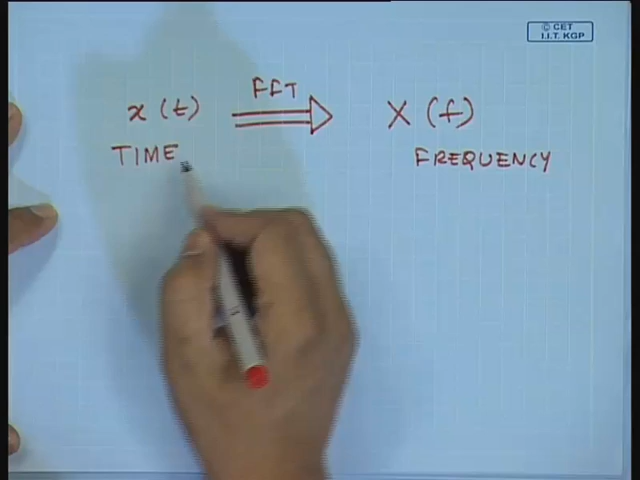 © CET
I.I.T. KGP
FFT
x (t) ⇒ X (f)
TIME FREQUENCY